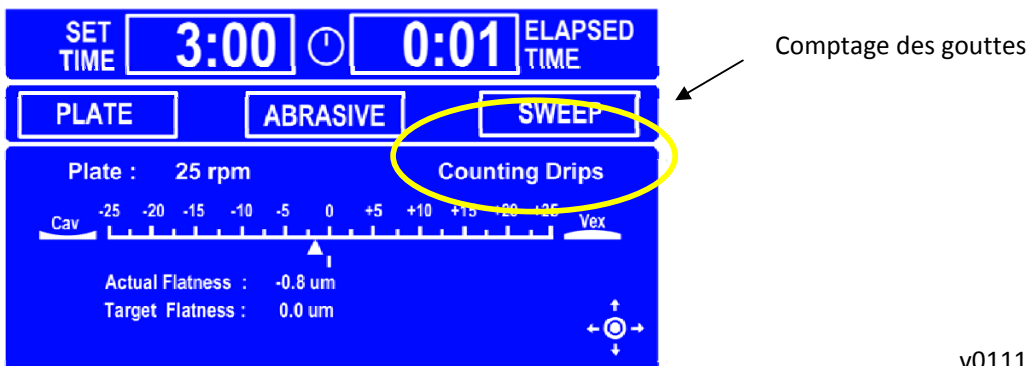 SET TIME 3:00 0:01 ELAPSED TIME
Comptage des gouttes
PLATE ABRASIVE SWEEP
Plate : 25 rpm Counting Drips
Cav -25 -20 -15 -10 -5 0 +5 +10 +15 +20 +25 Vex
Actual Flatness : -0.8 um
Target Flatness : 0.0 um
v0111